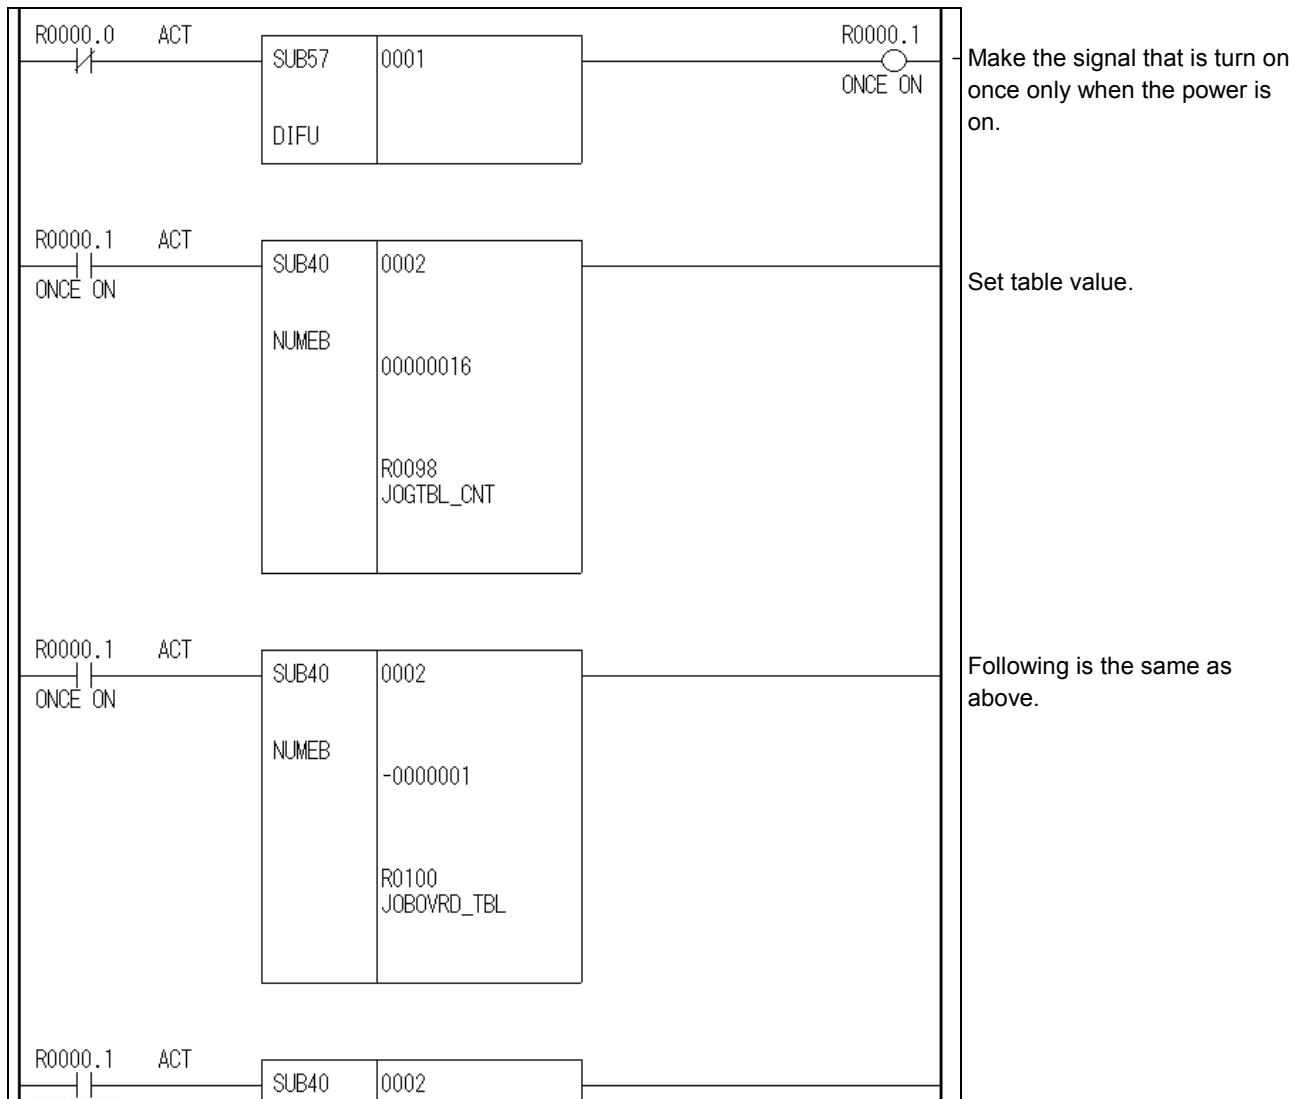 R0000.0 ACT
SUB57 0001
R0000.1
ONCE ON
DIFU
Make the signal that is turn on
once only when the power is
on.
R0000.1 ACT
ONCE ON
SUB40 0002
NUMEB
00000016
R0098
JOGTBL_CNT
Set table value.
R0000.1 ACT
ONCE ON
SUB40 0002
NUMEB
-0000001
R0100
JOBOVRD_TBL
Following is the same as
above.
R0000.1 ACT
SUB40 0002